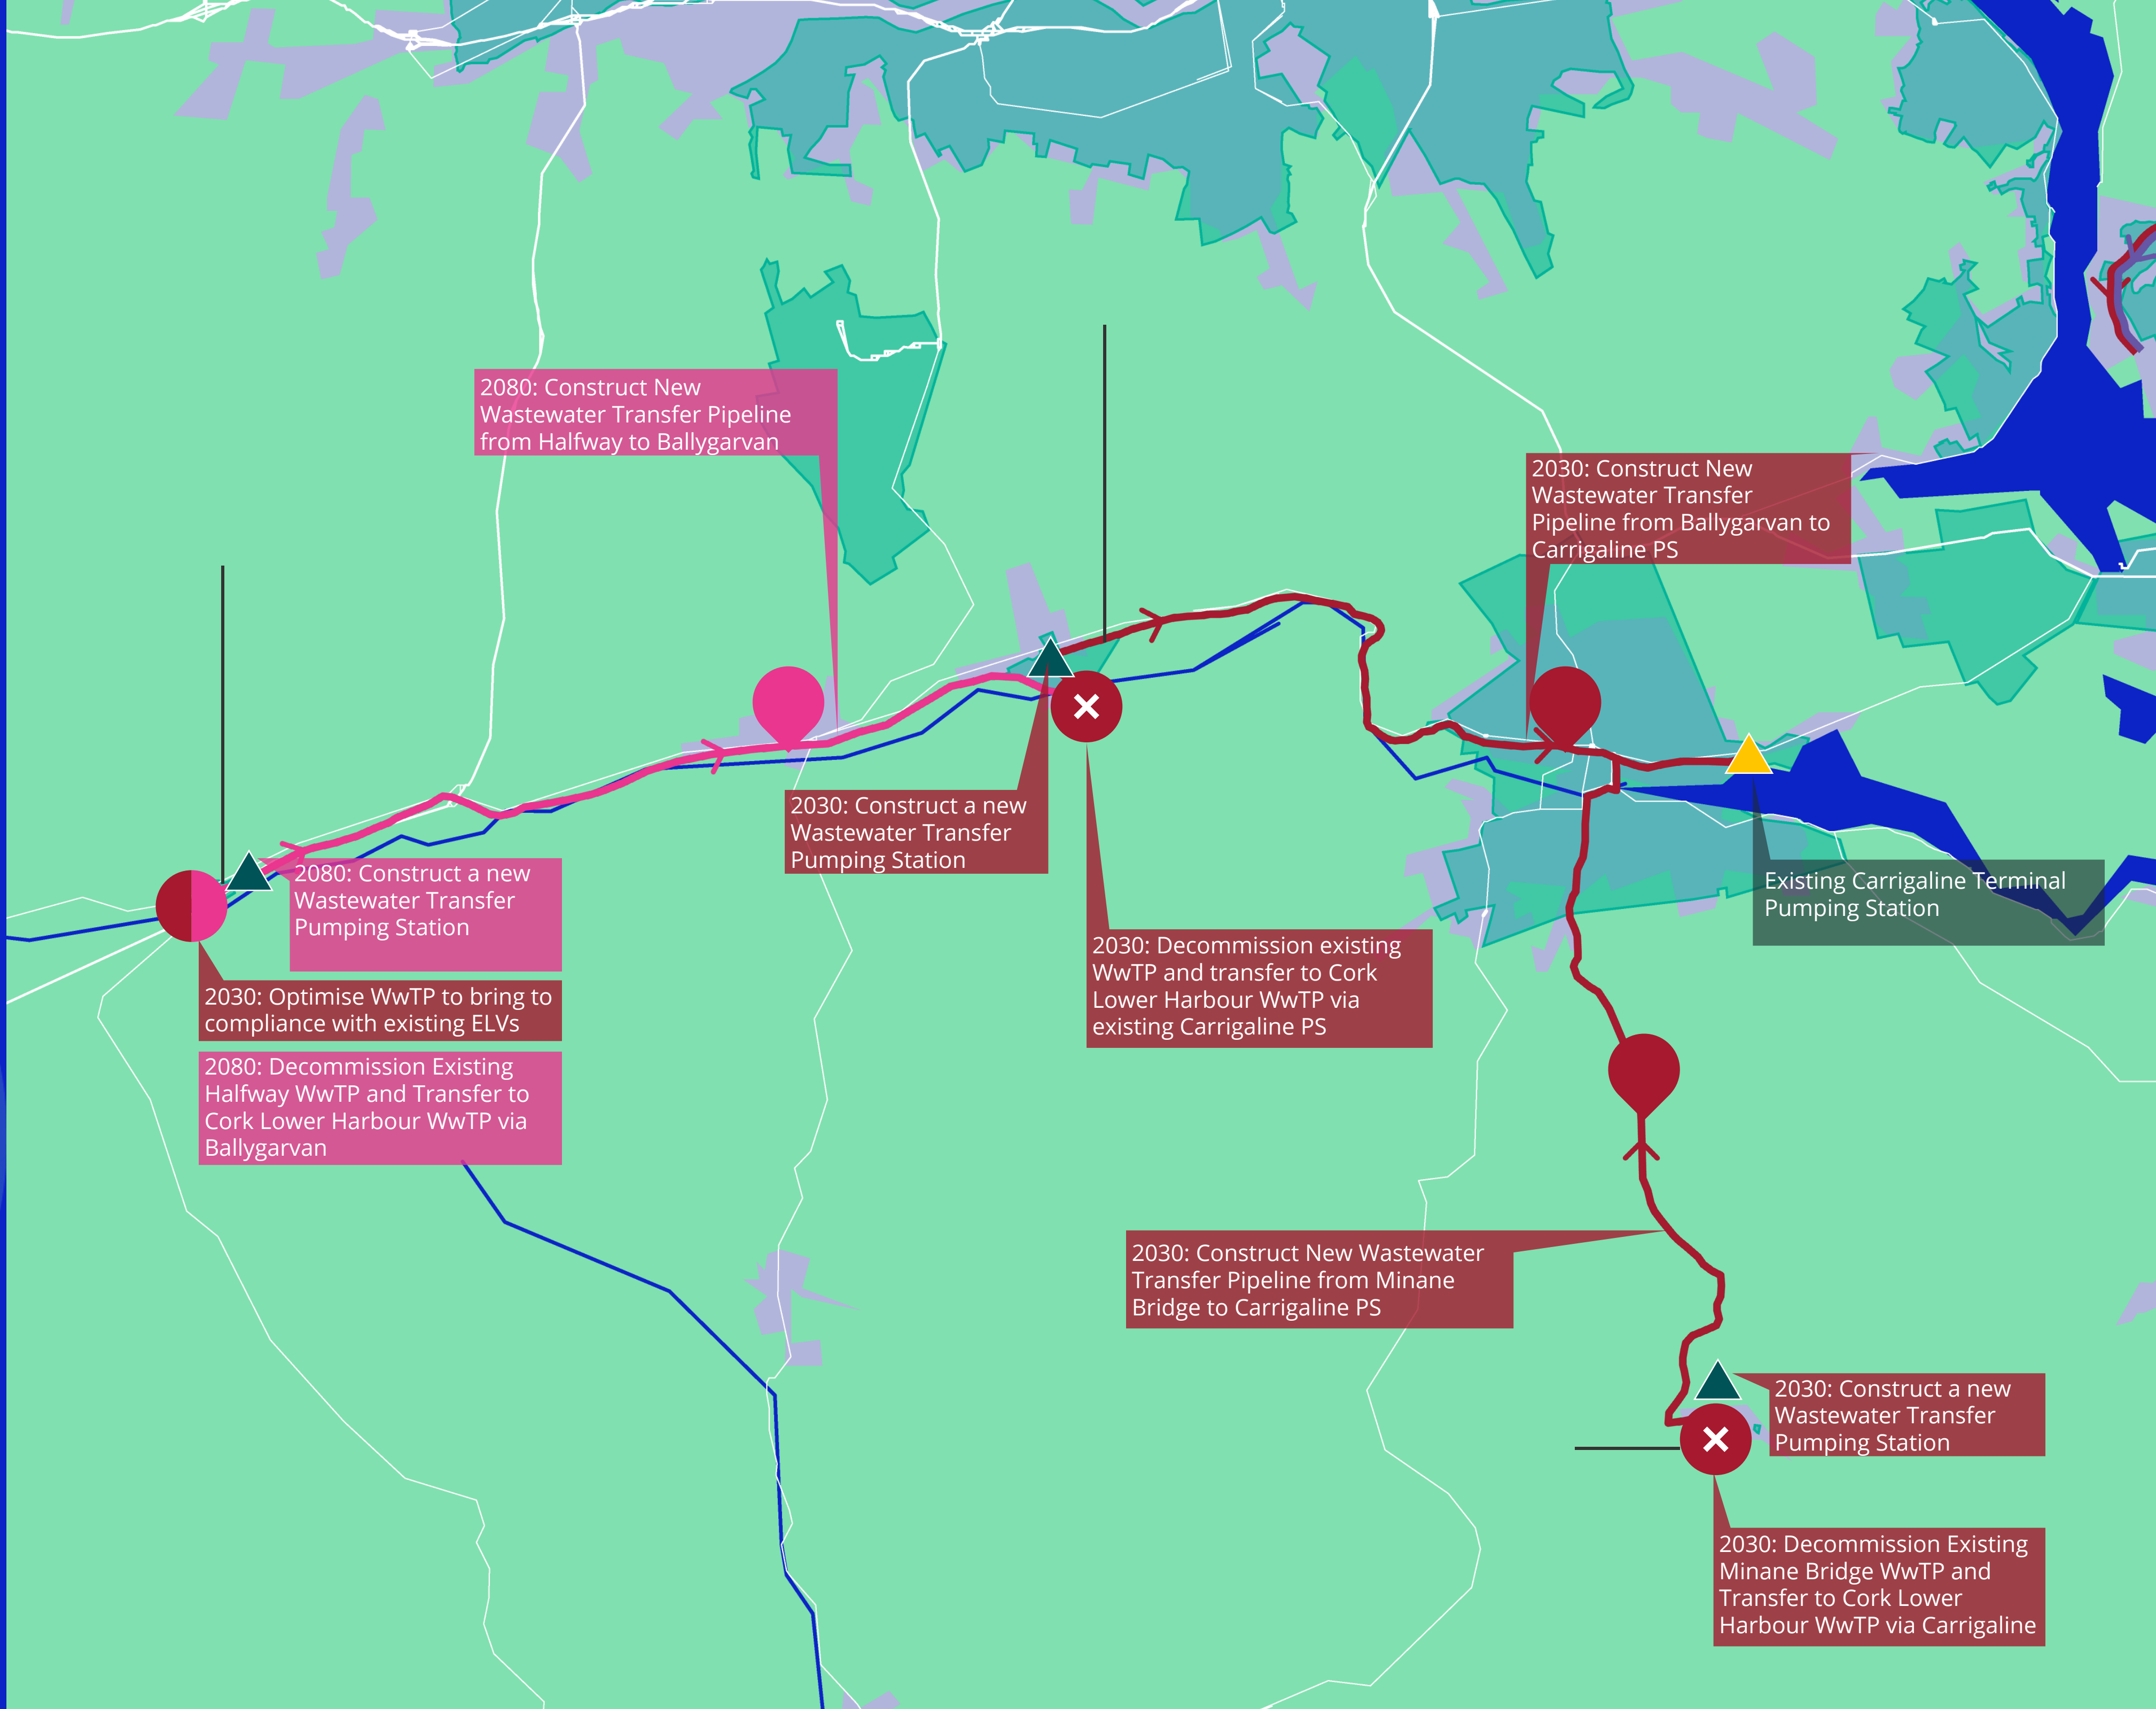 2080: Construct New
Wastewater Transfer Pipeline
from Halfway to Ballygarvan
2030: Construct New
Wastewater Transfer
Pipeline from Ballygarvan to
Carrigaline PS
2030: Construct a new
Wastewater Transfer
Pumping Station
2080: Construct a new
Wastewater Transfer
Pumping Station
Existing Carrigaline Terminal
Pumping Station
2030: Decommission existing
WwTP and transfer to Cork
Lower Harbour WwTP via
existing Carrigaline PS
2030: Optimise WwTP to bring to
compliance with existing ELVs
2080: Decommission Existing
Halfway WwTP and Transfer to
Cork Lower Harbour WwTP via
Ballygarvan
2030: Construct New Wastewater
Transfer Pipeline from Minane
Bridge to Carrigaline PS
2030: Construct a new
Wastewater Transfer
Pumping Station
2030: Decommission Existing
Minane Bridge WwTP and
Transfer to Cork Lower
Harbour WwTP via Carrigaline